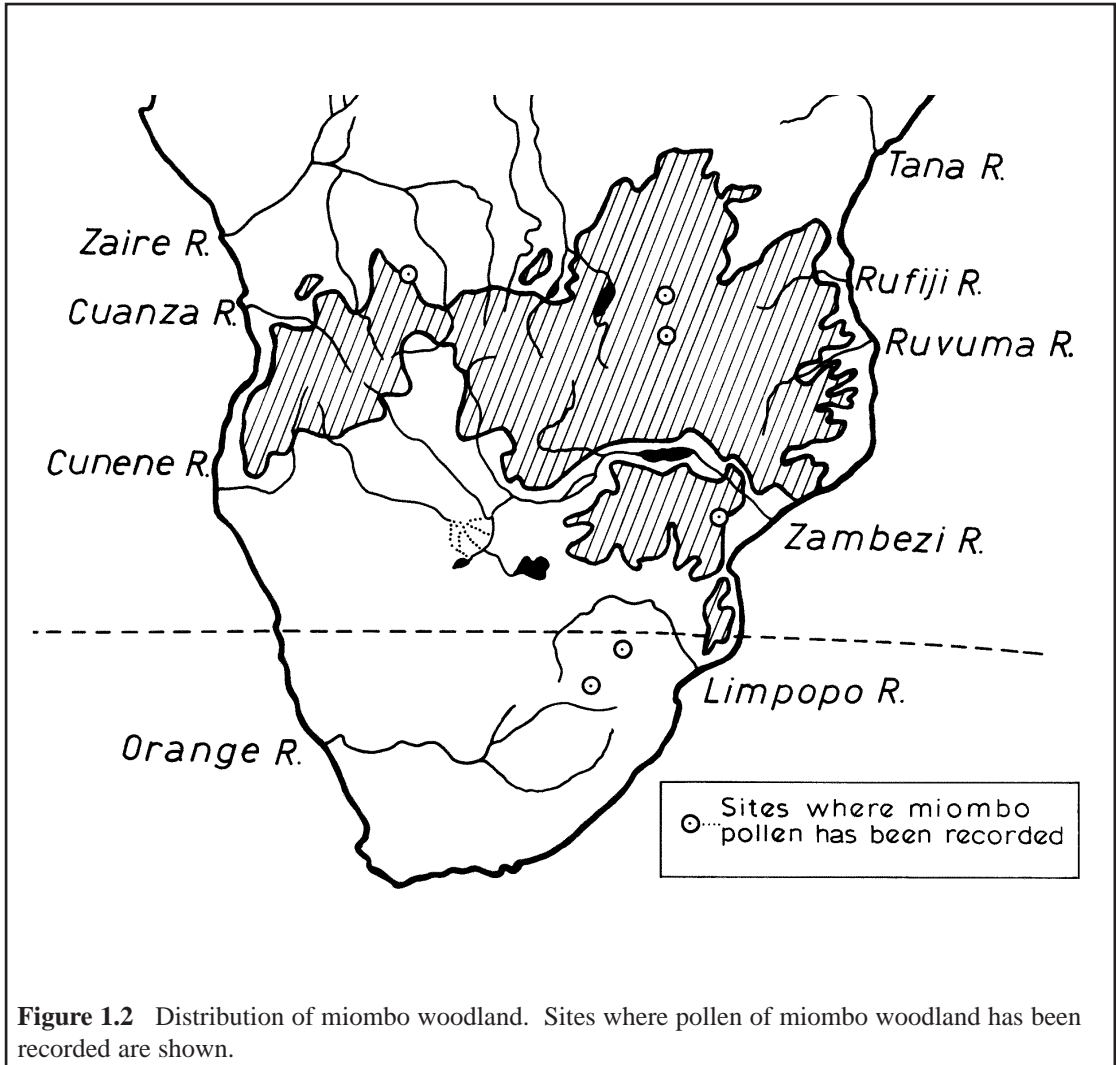 Tana R.
Zaire R.
Rufiji R.
Cuanza R.
Ruvuma R.
Cunene R.
Zambezi R.
Limpopo R.
Orange R.
Sites where miombo
pollen has been recorded
Figure 1.2 Distribution of miombo woodland. Sites where pollen of miombo woodland has been
recorded are shown.